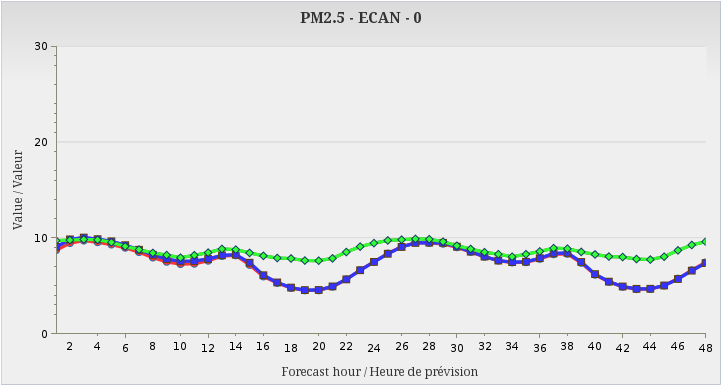 PM2.5 - ECAN - 0
30
20
10
0
Value / Valeur
2 4 6 8 10 12 14 16 18 20 22 24 26 28 30 32 34 36 38 40 42 44 46 48
Forecast hour / Heure de prévision